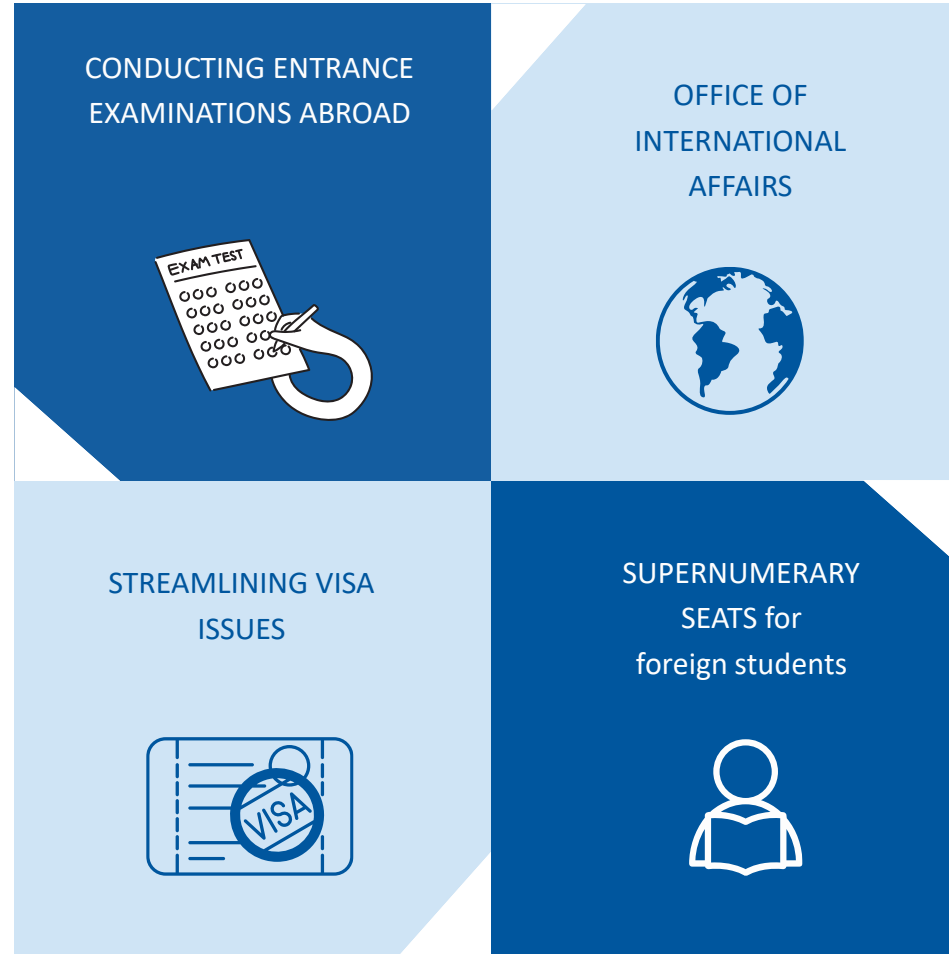 CONDUCTING ENTRANCE
EXAMINATIONS ABROAD
EXAM TEST
OFFICE OF
INTERNATIONAL
AFFAIRS
STREAMLINING VISA
ISSUES
VISA
SUPERNUMERARY
SEATS for
foreign students